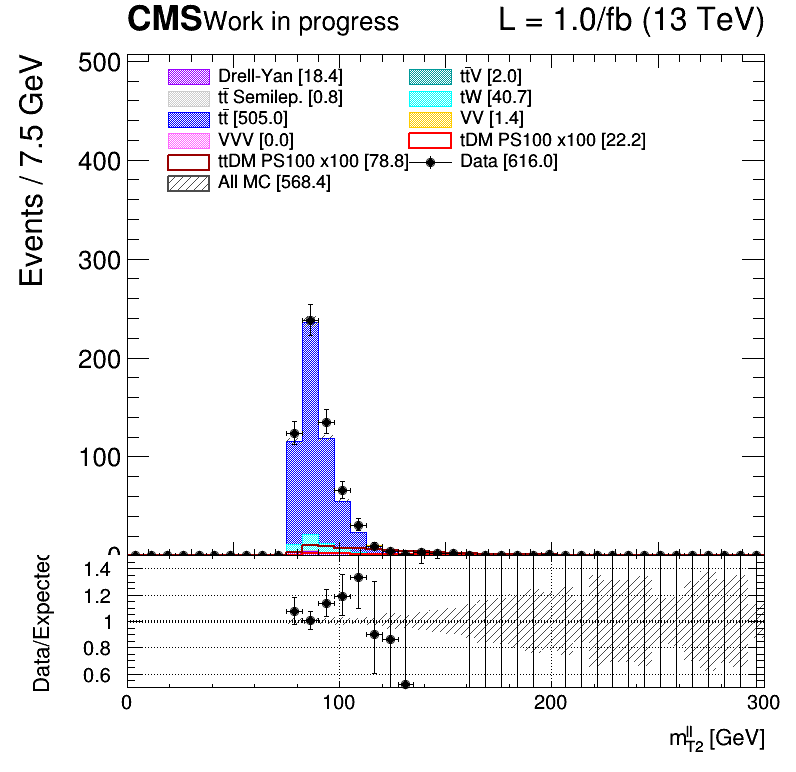 CMS Work in progress L = 1.0/fb (13 TeV)
Events / 7.5 GeV
500
400
300
200
100
0
Drell-Yan [18.4]
tt̄V [2.0]
tt̄ Semilep. [0.8]
tW [40.7]
tt̄ [505.0]
VV [1.4]
VVV [0.0]
tDM PS100 x100 [22.2]
ttDM PS100 x100 [78.8]
Data [616.0]
All MC [568.4]
Data/Expected
1.4
1.2
1
0.8
0.6
0 100 200 300
m_T2^ll [GeV]